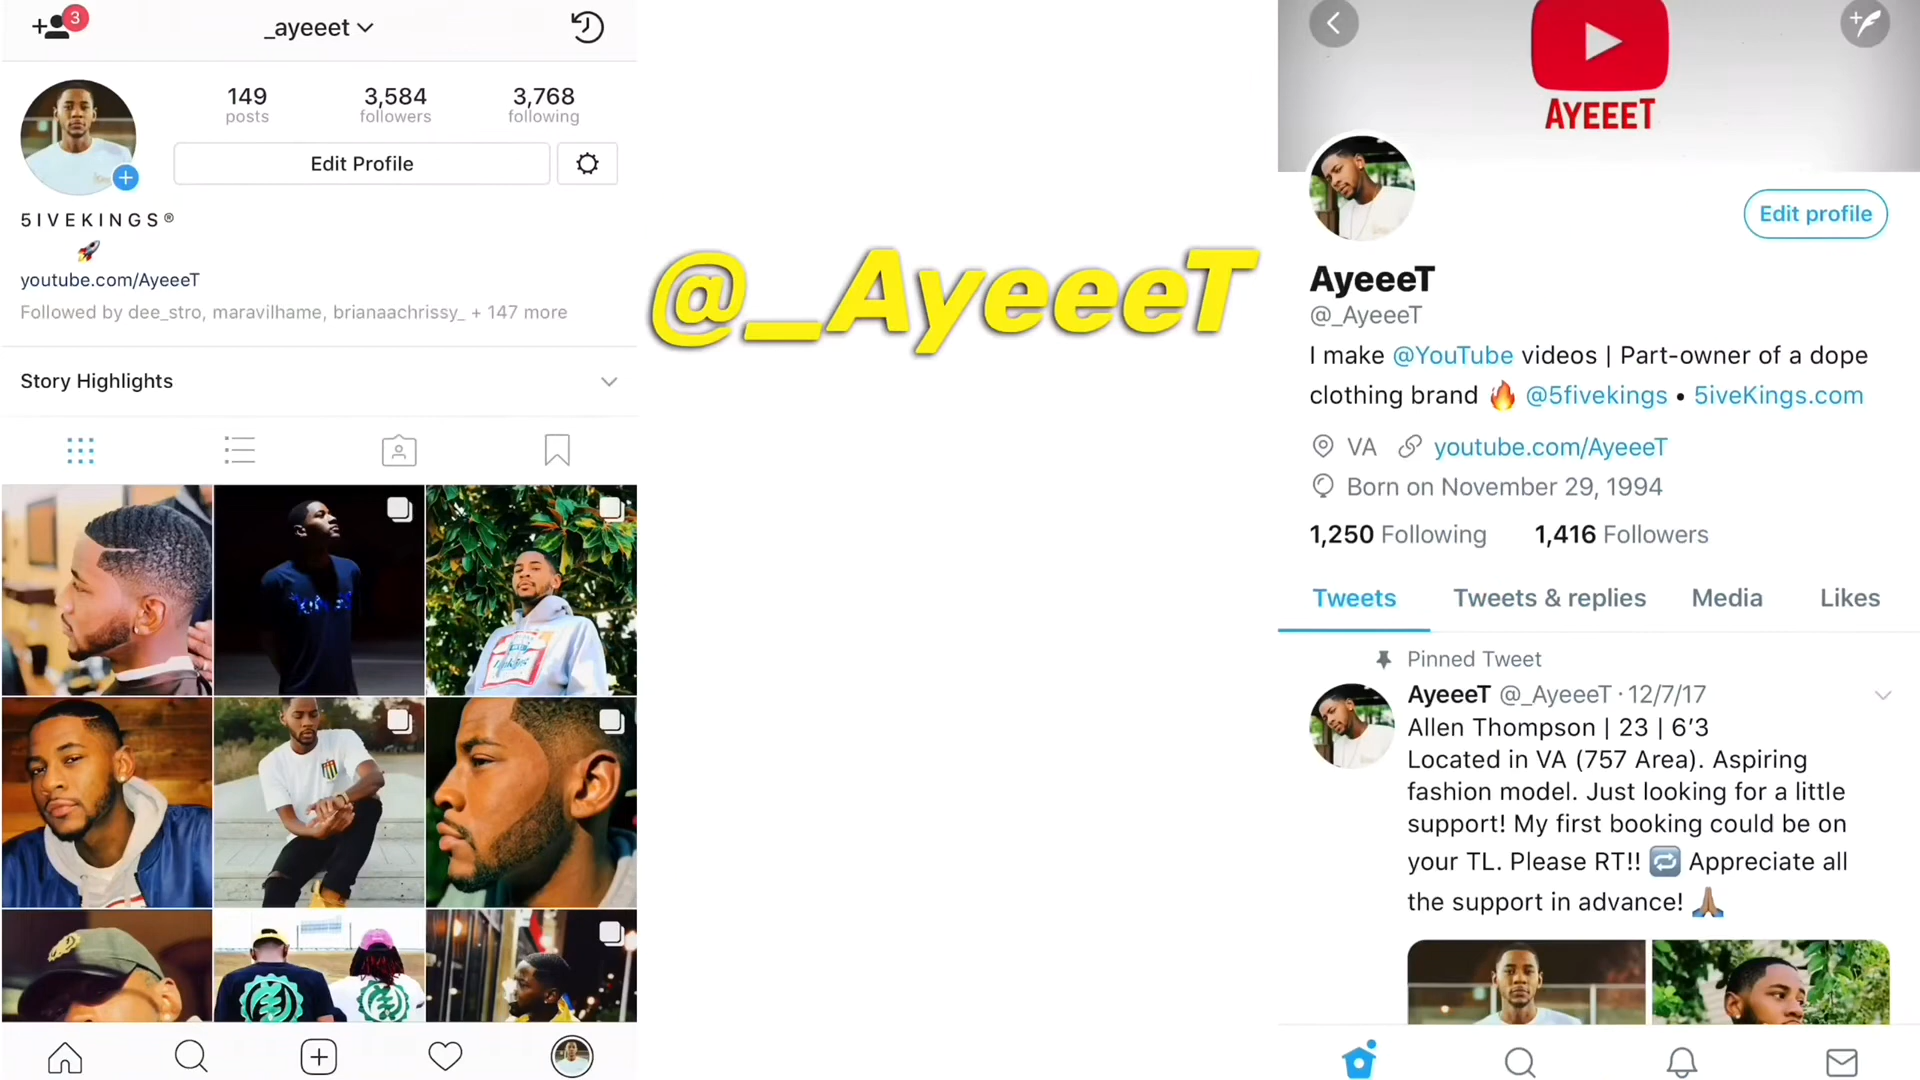 3
_ayeeet
149
posts
3,584
followers
3,768
following
Edit Profile
5IVEKINGS®
🚀
youtube.com/AyeeeT
Followed by dee_stro, maravilhame, brianaachrissy_ + 147 more
Story Highlights
@_AyeeeT
AYEEET
Edit profile
AyeeeT
@_AyeeeT
I make @YouTube videos | Part-owner of a dope
clothing brand 🔥 @5fivekings • 5iveKings.com
VA youtube.com/AyeeeT
Born on November 29, 1994
1,250 Following 1,416 Followers
Tweets Tweets & replies Media Likes
Pinned Tweet
AyeeeT @_AyeeeT · 12/7/17
Allen Thompson | 23 | 6’3
Located in VA (757 Area). Aspiring
fashion model. Just looking for a little
support! My first booking could be on
your TL. Please RT!! 🔁 Appreciate all
the support in advance! 🙏🏽